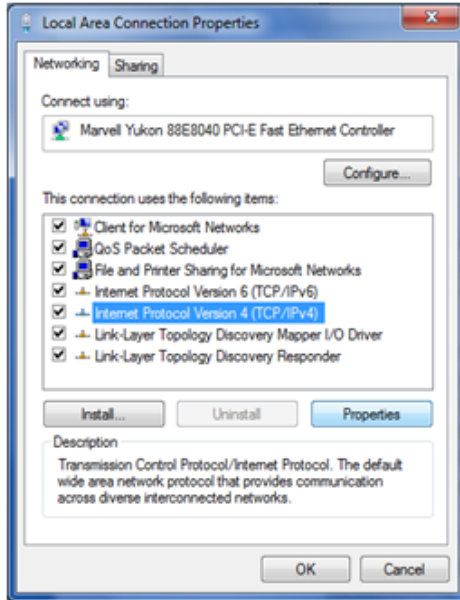 Local Area Connection Properties
Networking
Sharing
Connect using:
Marvell Yukon 88E8040 PCI-E Fast Ethernet Controller
Configure...
This connection uses the following items:
Client for Microsoft Networks
QoS Packet Scheduler
File and Printer Sharing for Microsoft Networks
Internet Protocol Version 6 (TCP/IPv6)
Internet Protocol Version 4 (TCP/IPv4)
Link-Layer Topology Discovery Mapper I/O Driver
Link-Layer Topology Discovery Responder
Install... Uninstall Properties
Description
Transmission Control Protocol/Internet Protocol. The default
wide area network protocol that provides communication
across diverse interconnected networks.
OK Cancel